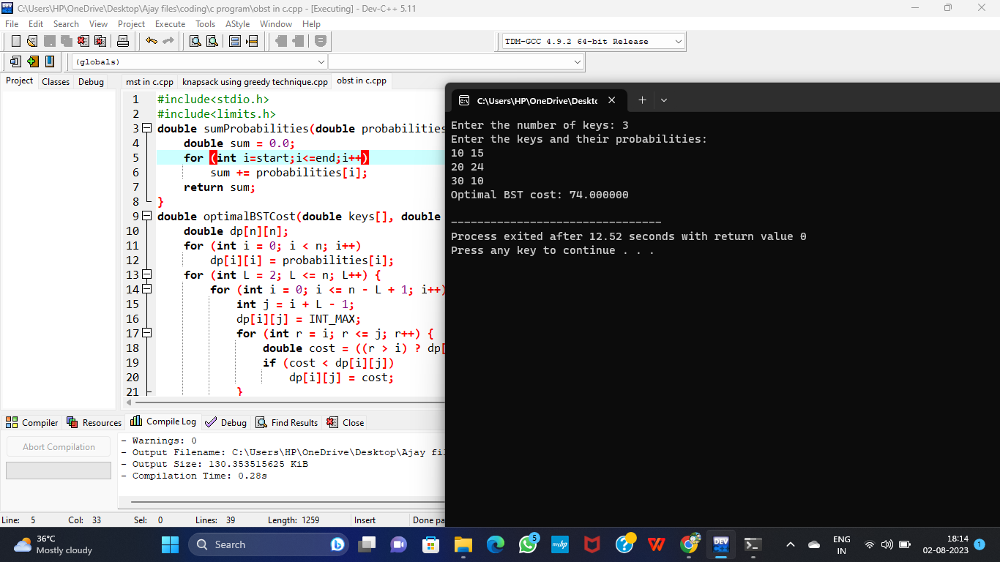 C:\Users\HP\OneDrive\Desktop\Ajay files\coding\c program\obst in c.cpp - [Executing] - Dev-C++ 5.11
File Edit Search View Project Execute Tools AStyle Window Help
TDM-GCC 4.9.2 64-bit Release
(globals)
Project Classes Debug
mst in c.cpp knapsack using greedy technique.cpp obst in c.cpp
1 #include<stdio.h>
2 #include<limits.h>
3 double sumProbabilities(double probabilities
4 double sum = 0.0;
5 for (int i=start;i<=end;i++)
6 sum += probabilities[i];
7 return sum;
8 }
9 double optimalBSTCost(double keys[], double
10 double dp[n][n];
11 for (int i = 0; i < n; i++)
12 dp[i][i] = probabilities[i];
13 for (int L = 2; L <= n; L++) {
14 for (int i = 0; i <= n - L + 1; i++)
15 int j = i + L - 1;
16 dp[i][j] = INT_MAX;
17 for (int r = i; r <= j; r++) {
18 double cost = ((r > i) ? dp[
19 if (cost < dp[i][j])
20 dp[i][j] = cost;
21 }
C:\Users\HP\OneDrive\Deskto
Enter the number of keys: 3
Enter the keys and their probabilities:
10 15
20 24
30 10
Optimal BST cost: 74.000000
--------------------------------
Process exited after 12.52 seconds with return value 0
Press any key to continue . . .
Compiler Resources Compile Log Debug Find Results Close
Abort Compilation
- Warnings: 0
- Output Filename: C:\Users\HP\OneDrive\Desktop\Ajay fil
- Output Size: 130.353515625 KiB
- Compilation Time: 0.28s
Line: 5 Col: 33 Sel: 0 Lines: 39 Length: 1259 Insert Done pa
36°C
Mostly cloudy
Search
5
myhp
DEV
ENG
IN
18:14
02-08-2023
1